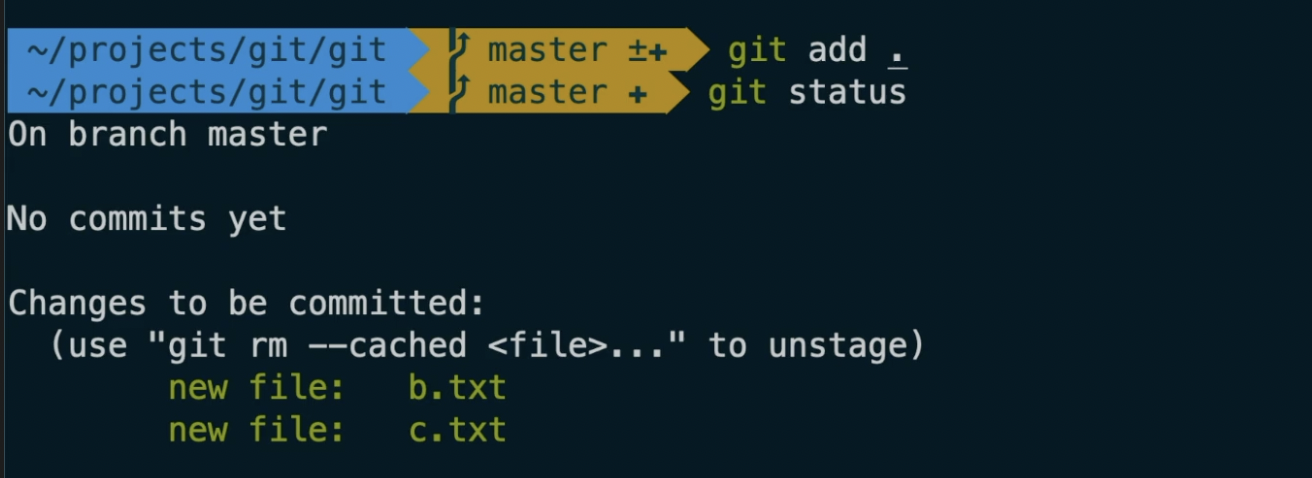 ~/projects/git/git master ±+ git add .
~/projects/git/git master + git status
On branch master
No commits yet
Changes to be committed:
(use "git rm --cached <file>..." to unstage)
new file: b.txt
new file: c.txt